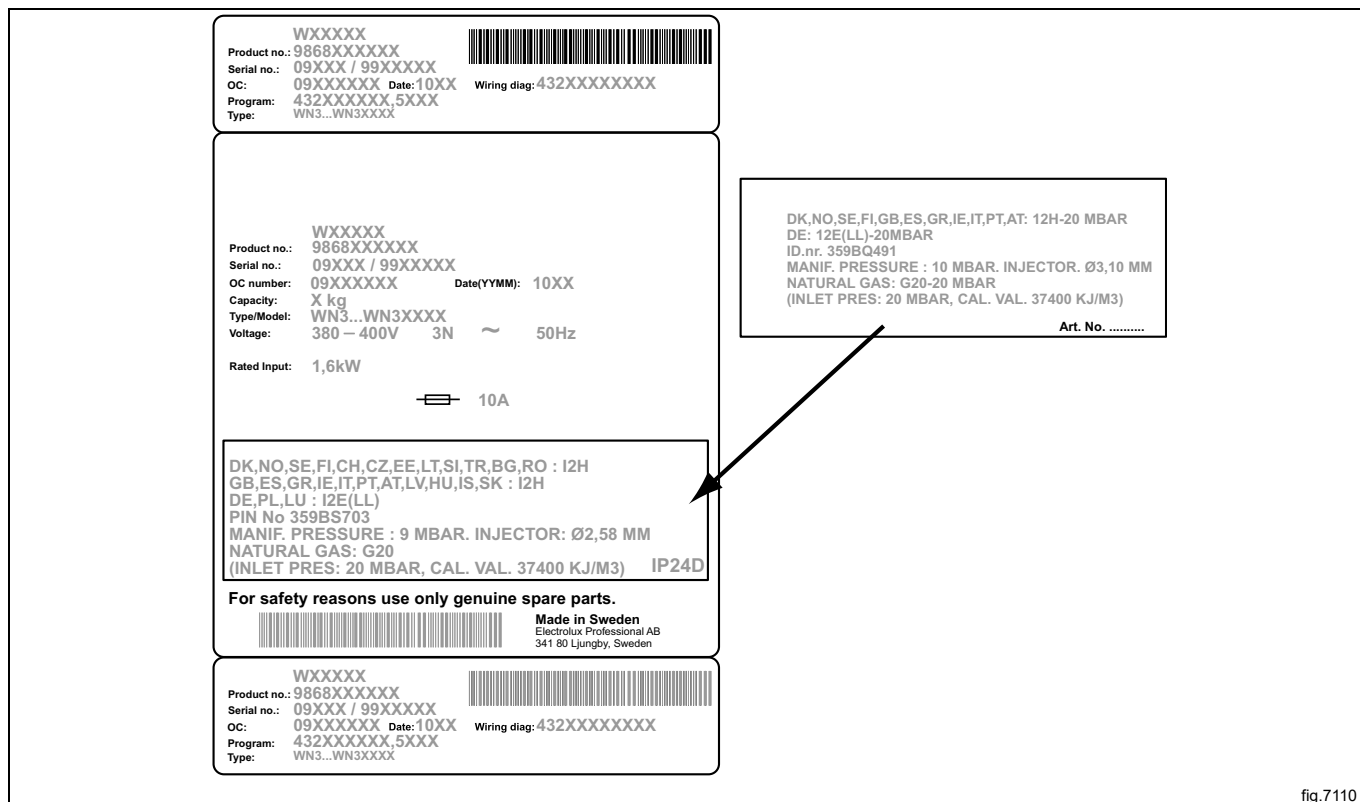 WXXXXX
Product no.: 9868XXXXXX
Serial no.: 09XXX / 99XXXXX
OC: 09XXXXXX Date: 10XX Wiring diag: 432XXXXXXXX
Program: 432XXXXXX,5XXX
Type: WN3...WN3XXXX
WXXXXX
Product no.: 9868XXXXXX
Serial no.: 09XXX / 99XXXXX
OC number: 09XXXXXX Date(YYMM): 10XX
Capacity: X kg
Type/Model: WN3...WN3XXXX
Voltage: 380 – 400V 3N ~ 50Hz
Rated Input: 1,6kW
10A
DK,NO,SE,FI,CH,CZ,EE,LT,SI,TR,BG,RO : I2H
GB,ES,GR,IE,IT,PT,AT,LV,HU,IS,SK : I2H
DE,PL,LU : I2E(LL)
PIN No 359BS703
MANIF. PRESSURE : 9 MBAR. INJECTOR: Ø2,58 MM
NATURAL GAS: G20
(INLET PRES: 20 MBAR, CAL. VAL. 37400 KJ/M3) IP24D
For safety reasons use only genuine spare parts.
Made in Sweden
Electrolux Professional AB
341 80 Ljungby, Sweden
WXXXXX
Product no.: 9868XXXXXX
Serial no.: 09XXX / 99XXXXX
OC: 09XXXXXX Date: 10XX Wiring diag: 432XXXXXXXX
Program: 432XXXXXX,5XXX
Type: WN3...WN3XXXX
DK,NO,SE,FI,GB,ES,GR,IE,IT,PT,AT: 12H-20 MBAR
DE: 12E(LL)-20MBAR
ID.nr. 359BQ491
MANIF. PRESSURE : 10 MBAR. INJECTOR. Ø3,10 MM
NATURAL GAS: G20-20 MBAR
(INLET PRES: 20 MBAR, CAL. VAL. 37400 KJ/M3)
Art. No. ..........
fig.7110